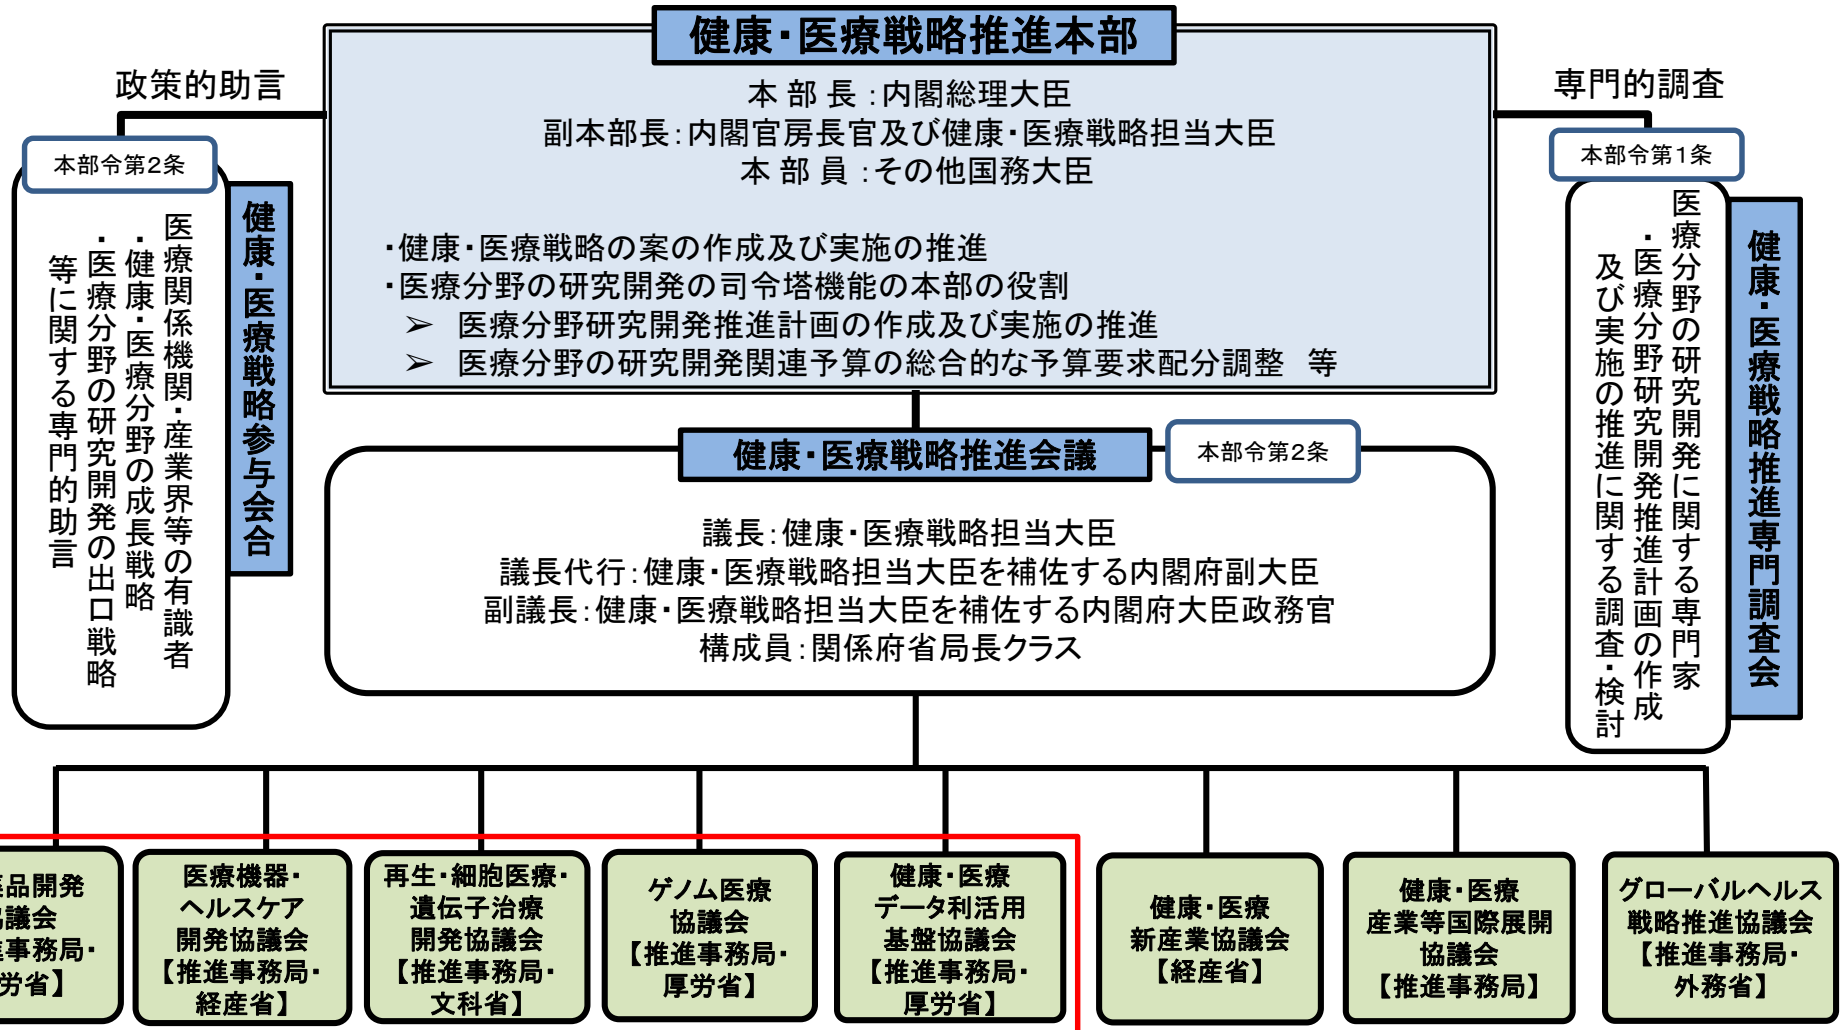 健康・医療戦略推進本部
政策的助言
専門的調査
本 部 長 ：内閣総理大臣
副本部長：内閣官房長官及び健康・医療戦略担当大臣
本 部 員 ：その他国務大臣
・健康・医療戦略の案の作成及び実施の推進
・医療分野の研究開発の司令塔機能の本部の役割
➢ 医療分野研究開発推進計画の作成及び実施の推進
➢ 医療分野の研究開発関連予算の総合的な予算要求配分調整 等
本部令第2条
健康・医療戦略参与会合
医療関係機関・産業界等の有識者
・健康・医療分野の成長戦略
・医療分野の研究開発の出口戦略
等に関する専門的助言
本部令第1条
健康・医療戦略推進専門調査会
医療分野の研究開発に関する専門家
・医療分野研究開発推進計画の作成
及び実施の推進に関する調査・検討
健康・医療戦略推進会議
本部令第2条
議長：健康・医療戦略担当大臣
議長代行：健康・医療戦略担当大臣を補佐する内閣府副大臣
副議長：健康・医療戦略担当大臣を補佐する内閣府大臣政務官
構成員：関係府省局長クラス
品開発
議会
事務局・
労省】
医療機器・
ヘルスケア
開発協議会
【推進事務局・
経産省】
再生・細胞医療・
遺伝子治療
開発協議会
【推進事務局・
文科省】
ゲノム医療
協議会
【推進事務局・
厚労省】
健康・医療
データ利活用
基盤協議会
【推進事務局・
厚労省】
健康・医療
新産業協議会
【経産省】
健康・医療
産業等国際展開
協議会
【推進事務局】
グローバルヘルス
戦略推進協議会
【推進事務局・
外務省】